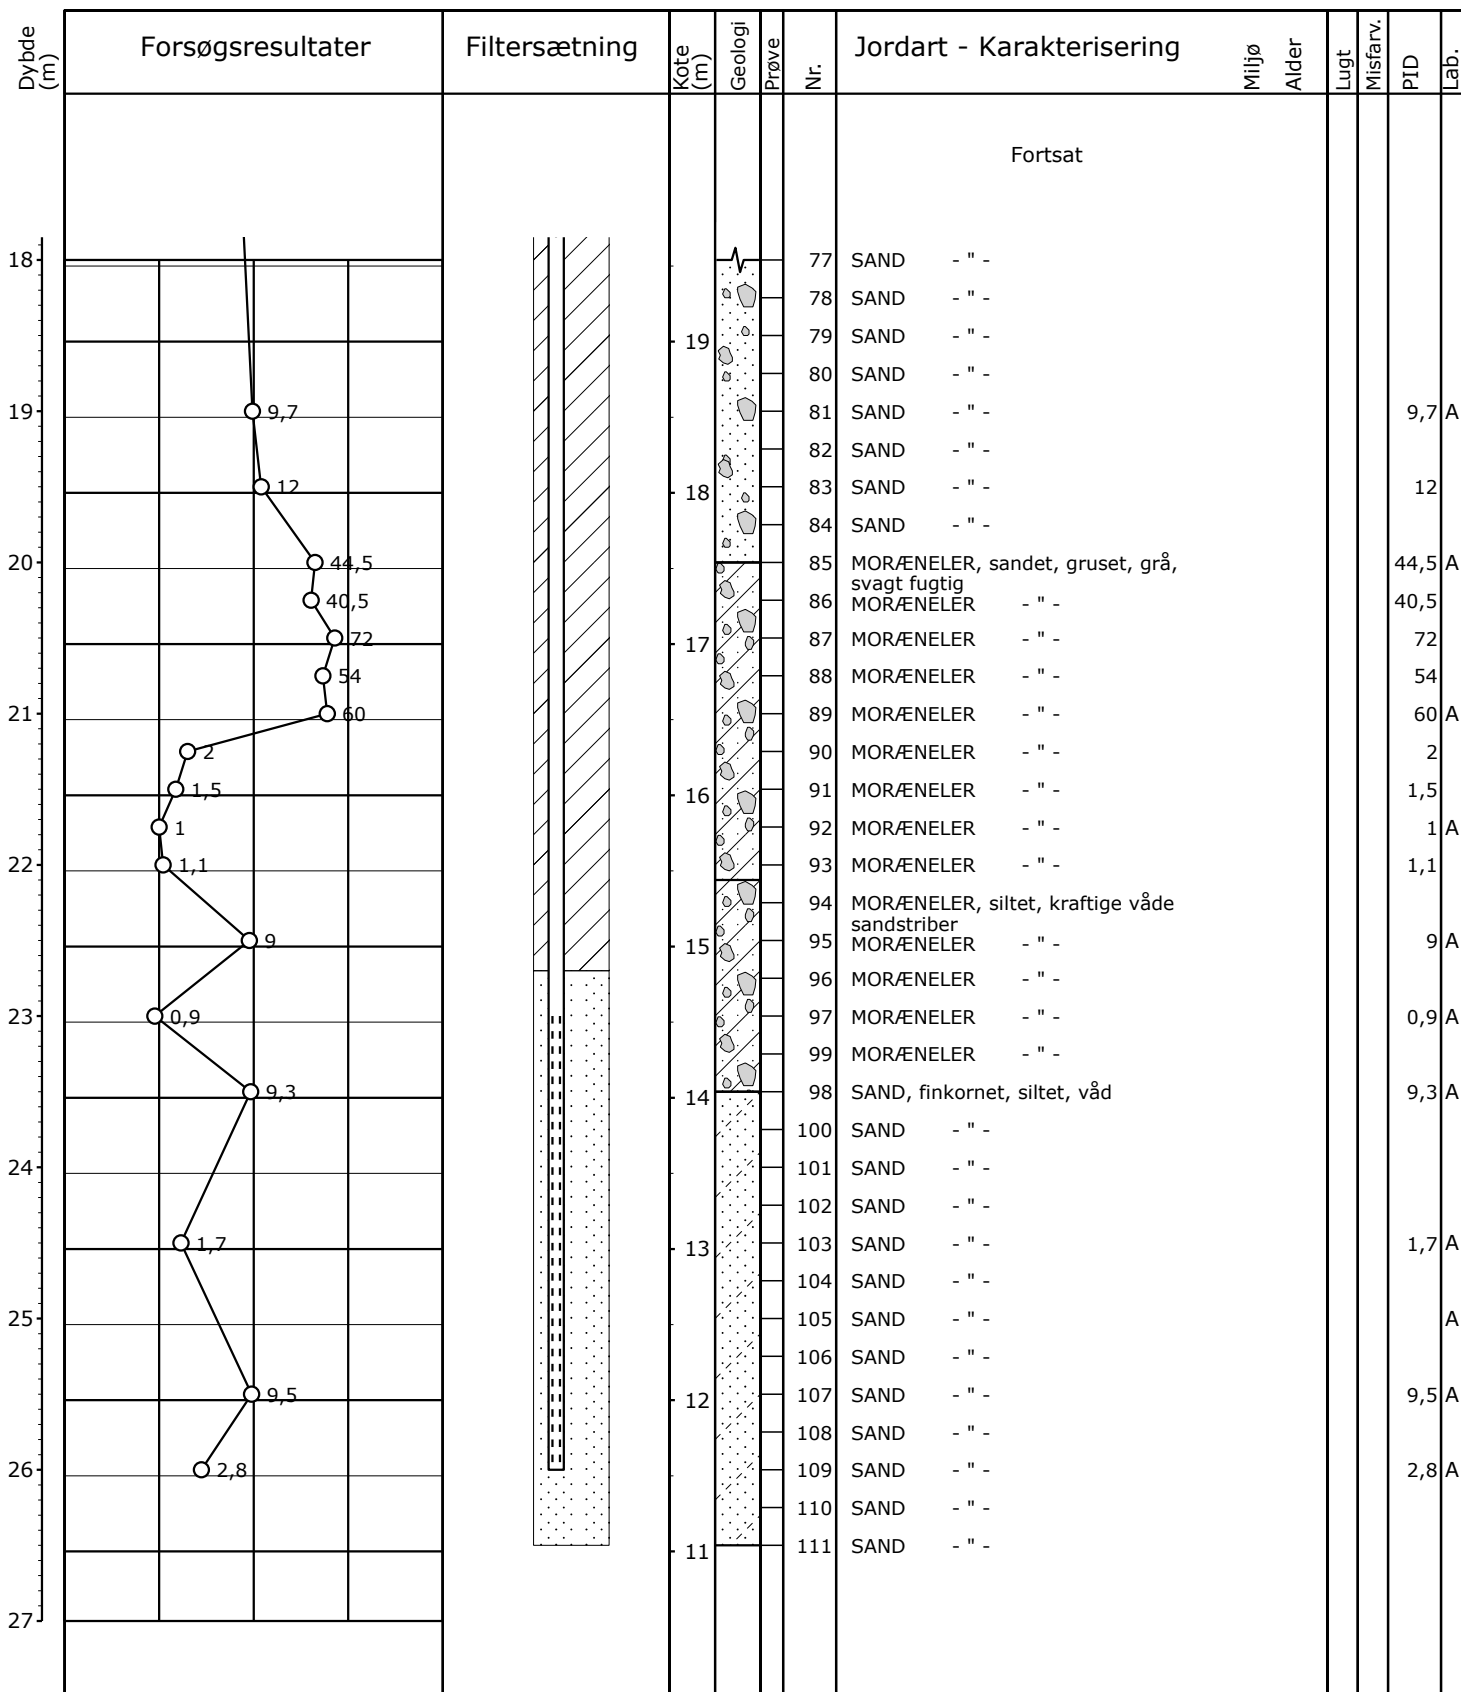 Dybde (m) Forsøgsresultater Filtersætning Kote (m) Geologi Prøve Nr. Jordart - Karakterisering Miljø Alder Lugt Misfarv. PID Lab.
Fortsat
18 77 SAND - " -
78 SAND - " -
19 79 SAND - " -
80 SAND - " -
19 9,7 81 SAND - " - 9,7 A
82 SAND - " -
12 18 83 SAND - " - 12
84 SAND - " -
20 44,5 85 MORÆNELER, sandet, gruset, grå, 44,5 A
svagt fugtig
40,5 86 MORÆNELER - " - 40,5
72 17 87 MORÆNELER - " - 72
54 88 MORÆNELER - " - 54
21 60 89 MORÆNELER - " - 60 A
2 90 MORÆNELER - " - 2
1,5 16 91 MORÆNELER - " - 1,5
1 92 MORÆNELER - " - 1 A
22 1,1 93 MORÆNELER - " - 1,1
94 MORÆNELER, siltet, kraftige våde
sandstriber
9 15 95 MORÆNELER - " - 9 A
96 MORÆNELER - " -
23 0,9 97 MORÆNELER - " - 0,9 A
99 MORÆNELER - " -
9,3 14 98 SAND, finkornet, siltet, våd 9,3 A
100 SAND - " -
24 101 SAND - " -
102 SAND - " -
1,7 13 103 SAND - " - 1,7 A
104 SAND - " -
25 105 SAND - " - A
106 SAND - " -
9,5 12 107 SAND - " - 9,5 A
108 SAND - " -
26 2,8 109 SAND - " - 2,8 A
110 SAND - " -
11 111 SAND - " -
27